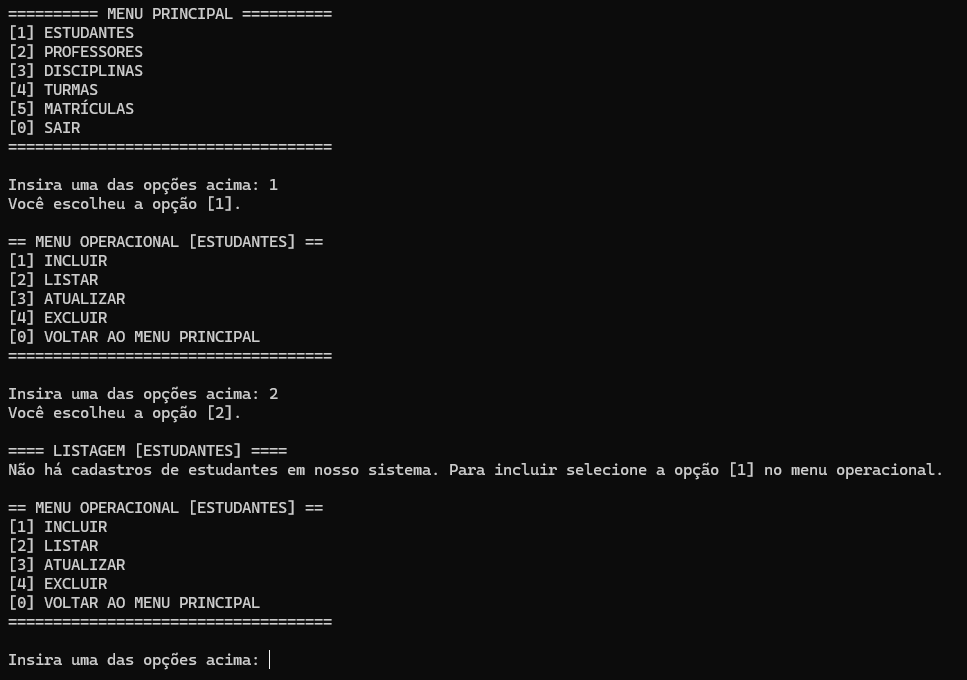 ========== MENU PRINCIPAL ==========
[1] ESTUDANTES
[2] PROFESSORES
[3] DISCIPLINAS
[4] TURMAS
[5] MATRÍCULAS
[0] SAIR
====================================
Insira uma das opções acima: 1
Você escolheu a opção [1].
== MENU OPERACIONAL [ESTUDANTES] ==
[1] INCLUIR
[2] LISTAR
[3] ATUALIZAR
[4] EXCLUIR
[0] VOLTAR AO MENU PRINCIPAL
====================================
Insira uma das opções acima: 2
Você escolheu a opção [2].
==== LISTAGEM [ESTUDANTES] ====
Não há cadastros de estudantes em nosso sistema. Para incluir selecione a opção [1] no menu operacional.
== MENU OPERACIONAL [ESTUDANTES] ==
[1] INCLUIR
[2] LISTAR
[3] ATUALIZAR
[4] EXCLUIR
[0] VOLTAR AO MENU PRINCIPAL
====================================
Insira uma das opções acima: